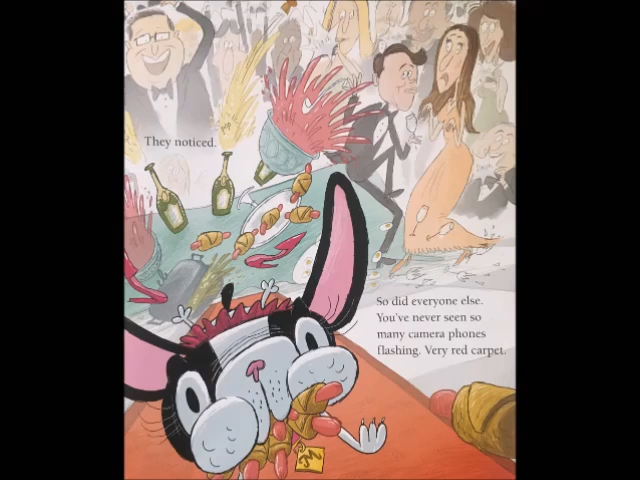 They noticed.
So did everyone else.
You've never seen so
many camera phones
flashing. Very red carpet.